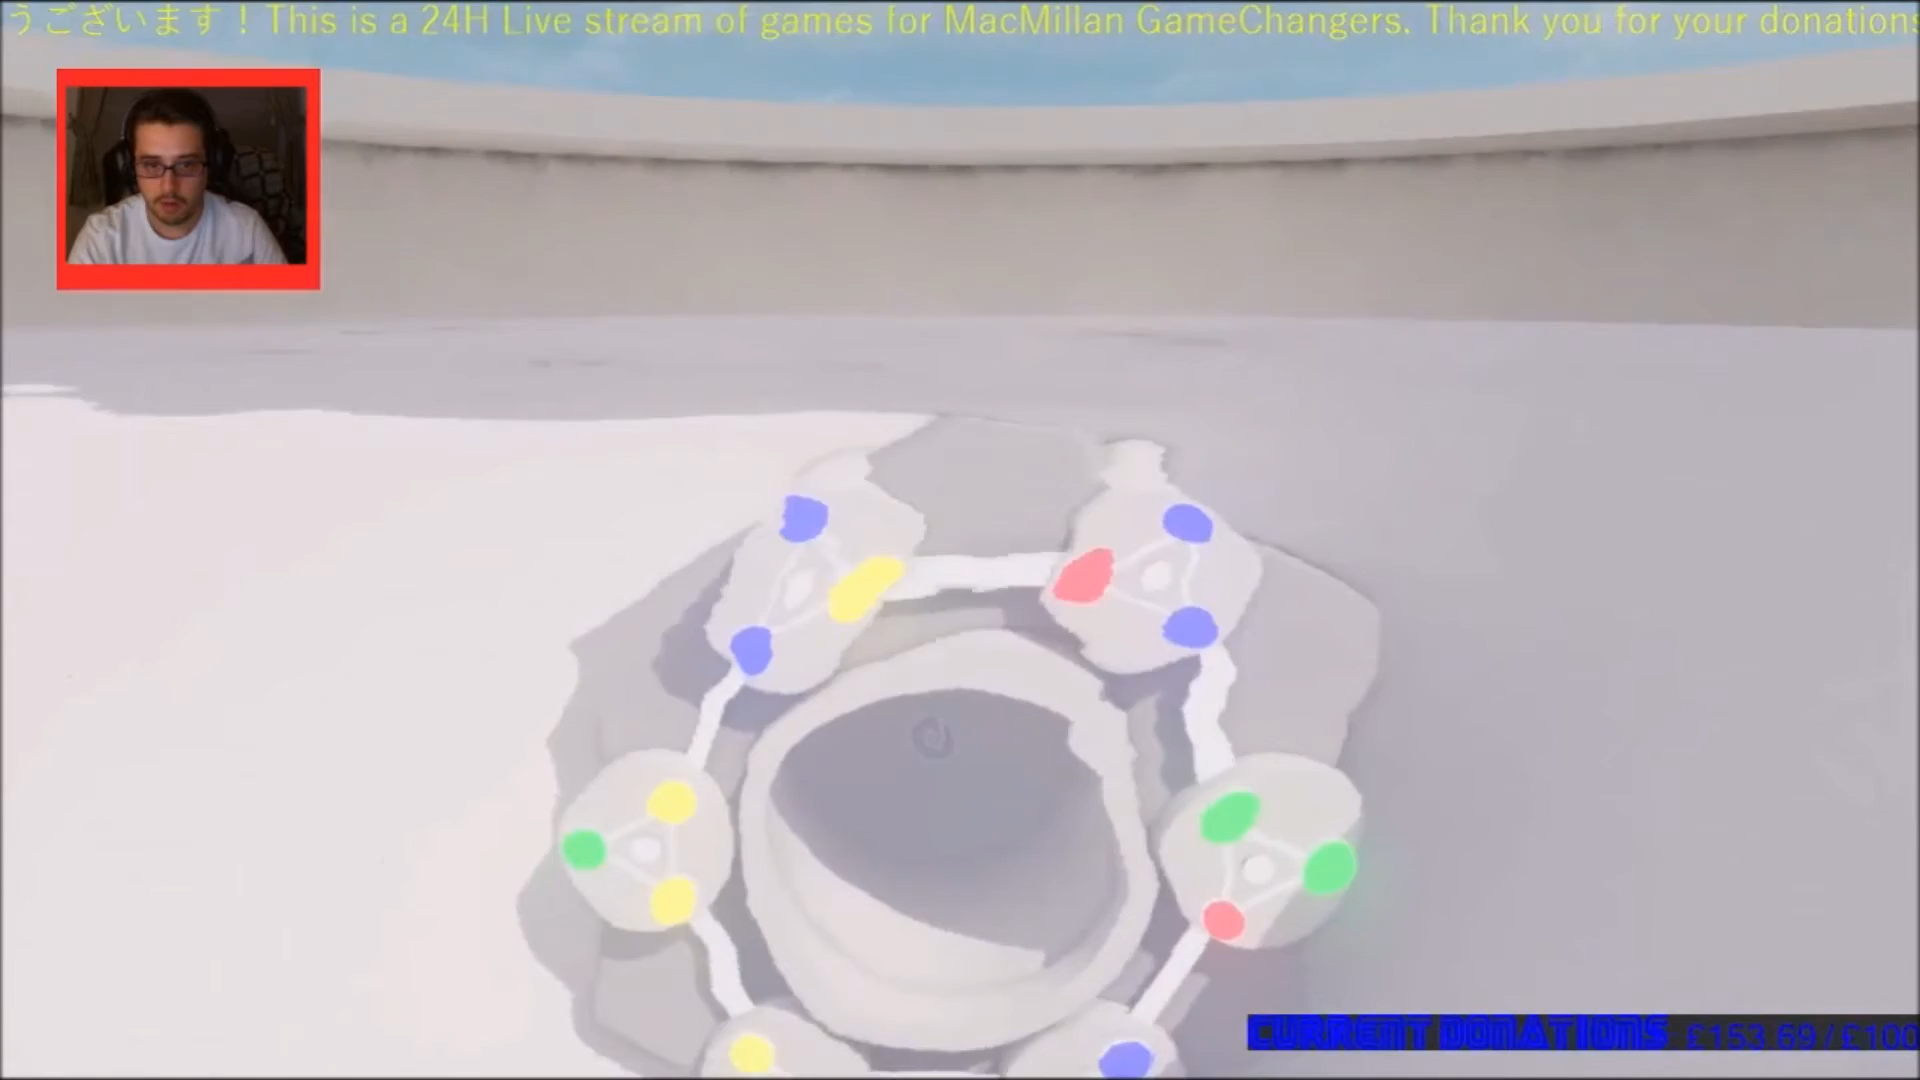 うございます！This is a 24H Live stream of games for MacMillan GameChangers. Thank you for your donations
CURRENT DONATIONS £153.69 / £100